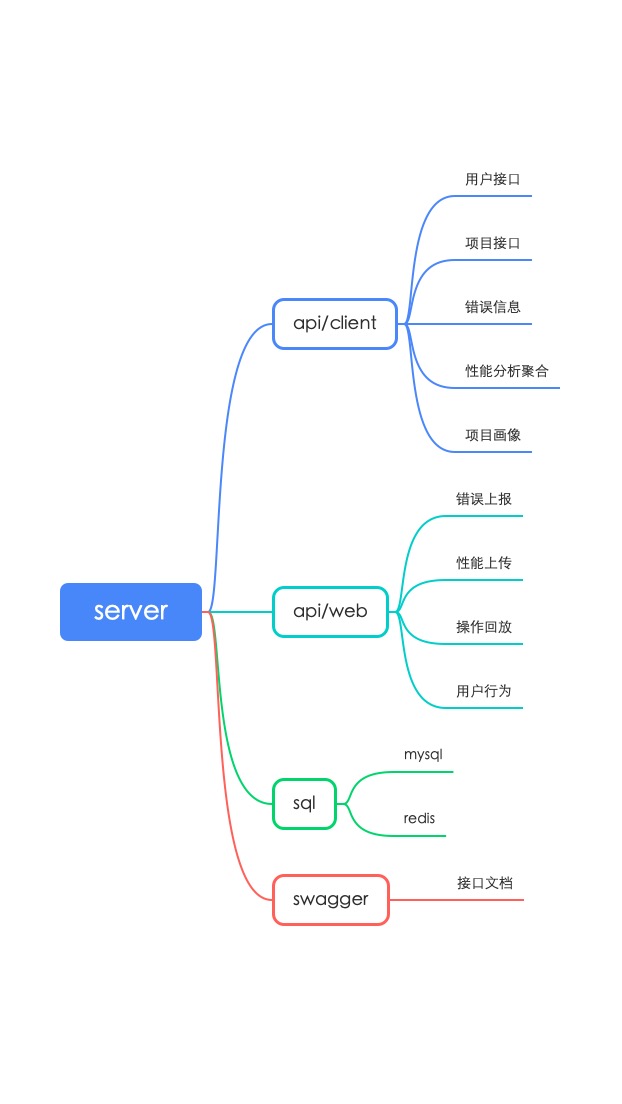 server
api/client
用户接口
项目接口
错误信息
性能分析聚合
项目画像
api/web
错误上报
性能上传
操作回放
用户行为
sql
mysql
redis
swagger
接口文档